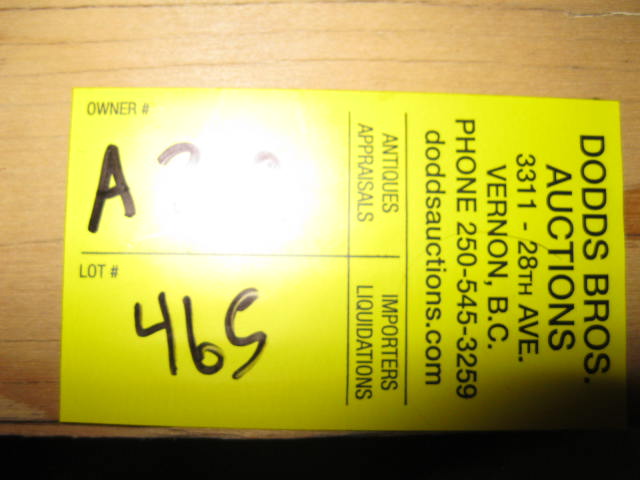 DODDS BROS.
AUCTIONS
3311 - 28TH AVE.
VERNON, B.C.
PHONE 250-545-3259
doddsauctions.com
ANTIQUES
APPRAISALS
IMPORTERS
LIQUIDATIONS
OWNER #
A
LOT #
465